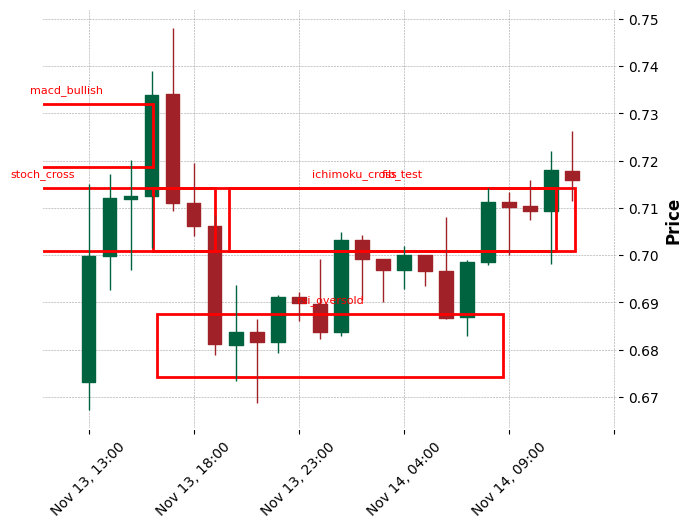 0.75
0.74
macd_bullish
0.73
0.72
stoch_cross
ichimoku_cross
fib_test
0.71
Price
0.70
0.69
0.68
0.67
Nov 13, 13:00
Nov 13, 18:00
Nov 13, 23:00
Nov 14, 04:00
Nov 14, 09:00